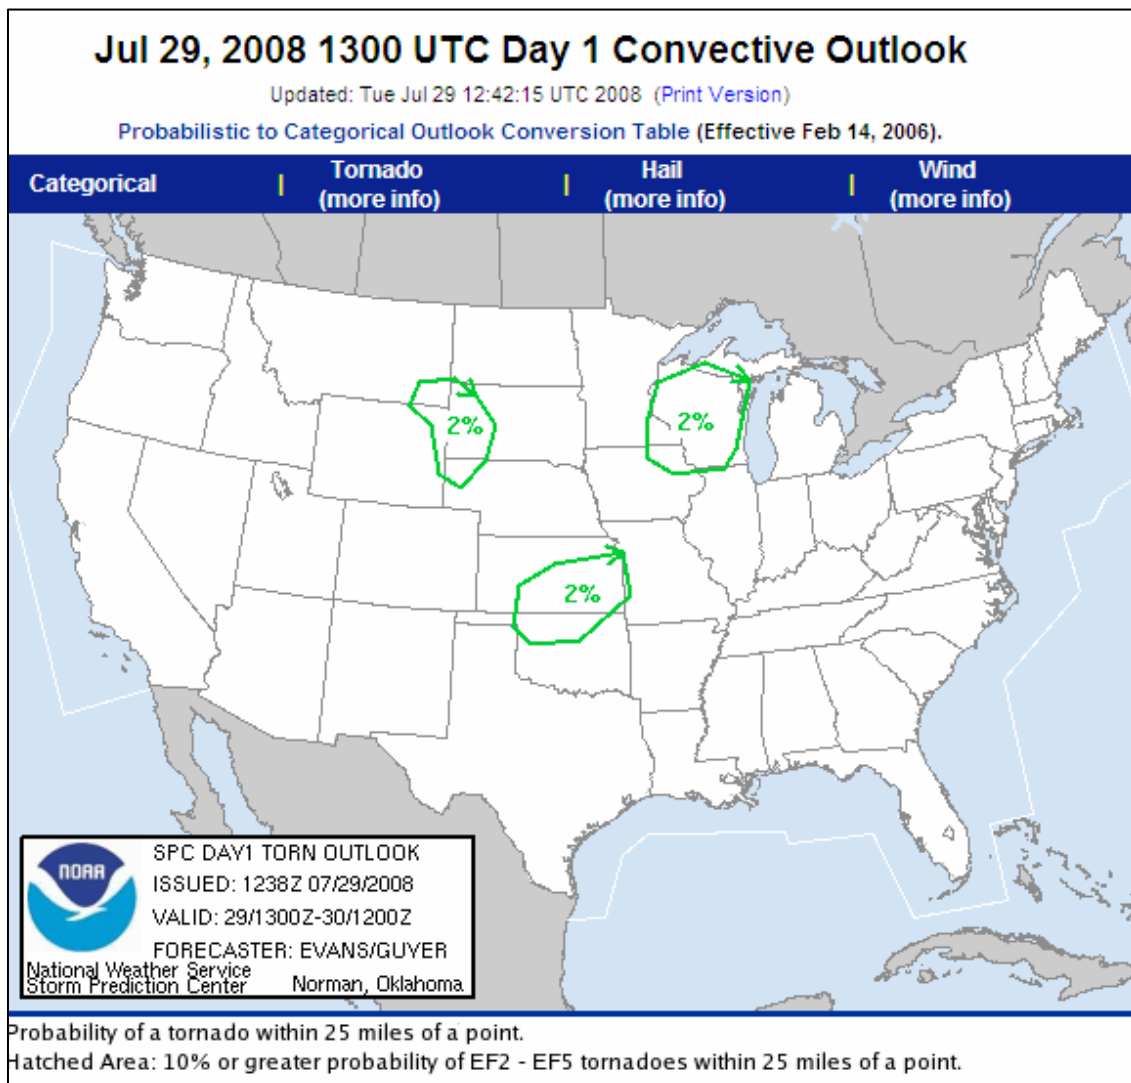 Jul 29, 2008 1300 UTC Day 1 Convective Outlook
Updated: Tue Jul 29 12:42:15 UTC 2008 (Print Version)
Probabilistic to Categorical Outlook Conversion Table (Effective Feb 14, 2006).
Categorical | Tornado (more info) | Hail (more info) | Wind (more info)
2%
2%
2%
NOAA
SPC DAY1 TORN OUTLOOK
ISSUED: 1238Z 07/29/2008
VALID: 29/1300Z-30/1200Z
FORECASTER: EVANS/GUYER
National Weather Service
Storm Prediction Center Norman, Oklahoma
Probability of a tornado within 25 miles of a point.
Hatched Area: 10% or greater probability of EF2 - EF5 tornadoes within 25 miles of a point.